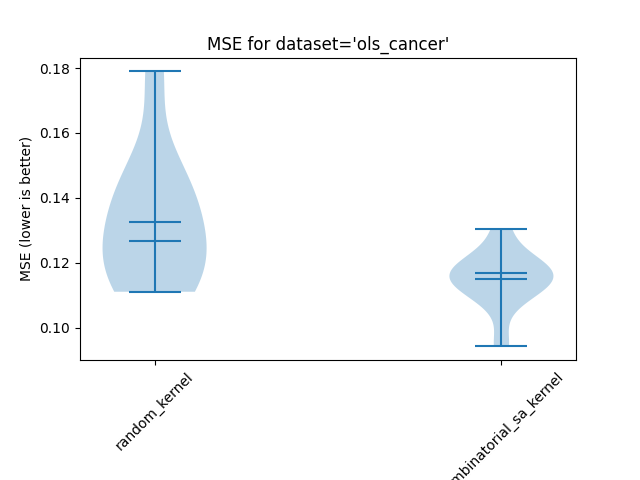 MSE for dataset='ols_cancer'
MSE (lower is better)
0.18
0.16
0.14
0.12
0.10
random_kernel
mbinatorial_sa_kernel